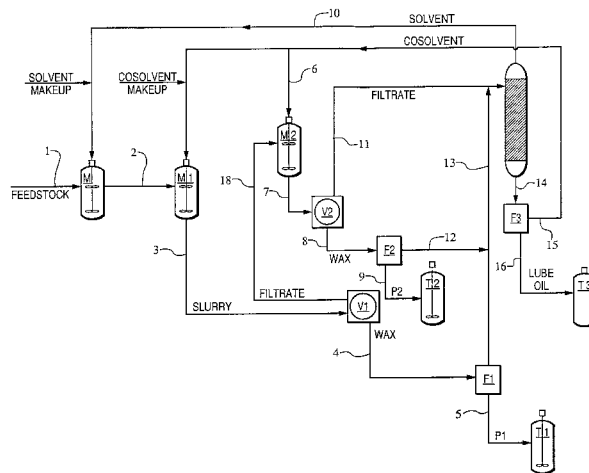 10
SOLVENT
COSOLVENT
SOLVENT
MAKEUP
COSOLVENT
MAKEUP
6
FILTRATE
1
2
M
M1
M2
FEEDSTOCK
11
13
18
7
V2
14
3
8
WAX
F2
12
F3
15
9
P2
T2
16
LUBE
OIL
T3
FILTRATE
SLURRY
V1
WAX
4
F1
5
P1
T1